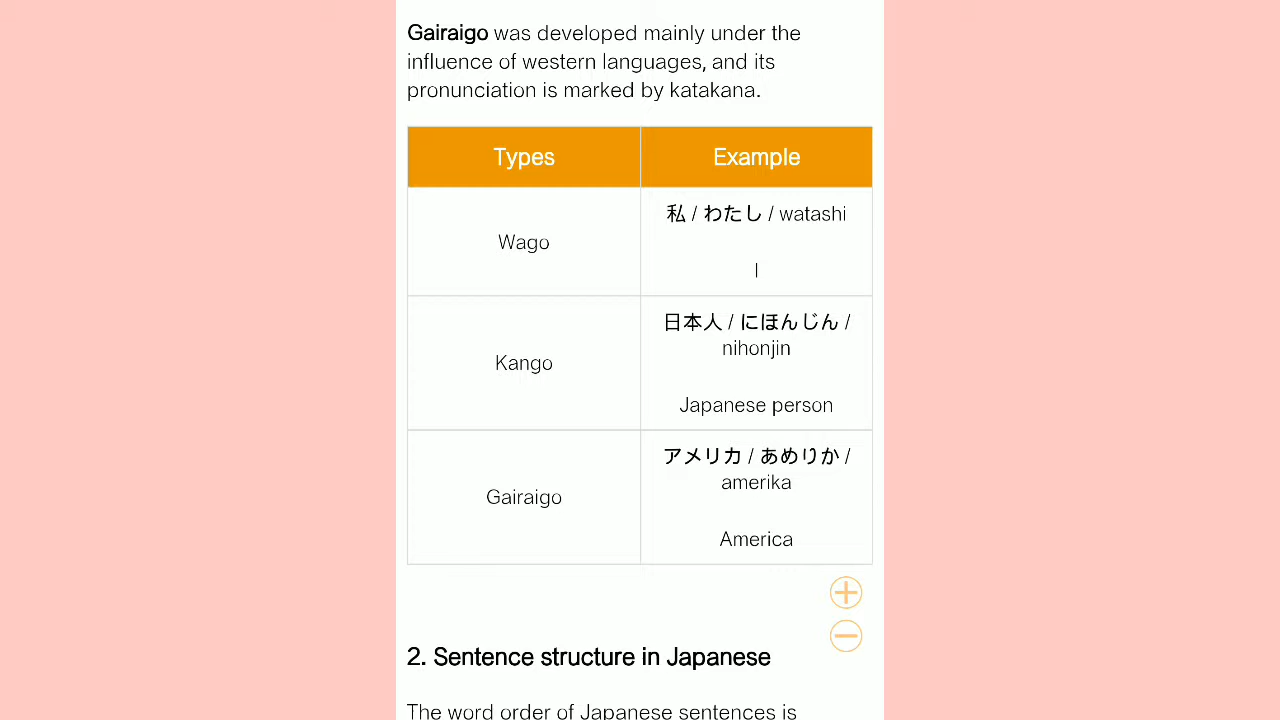 Gairaigo was developed mainly under the
influence of western languages, and its
pronunciation is marked by katakana.
Types
Example
Wago
私 / わたし / watashi
I
Kango
日本人 / にほんじん /
nihonjin
Japanese person
Gairaigo
アメリカ / あめりか /
amerika
America
2. Sentence structure in Japanese
The word order of Japanese sentences is